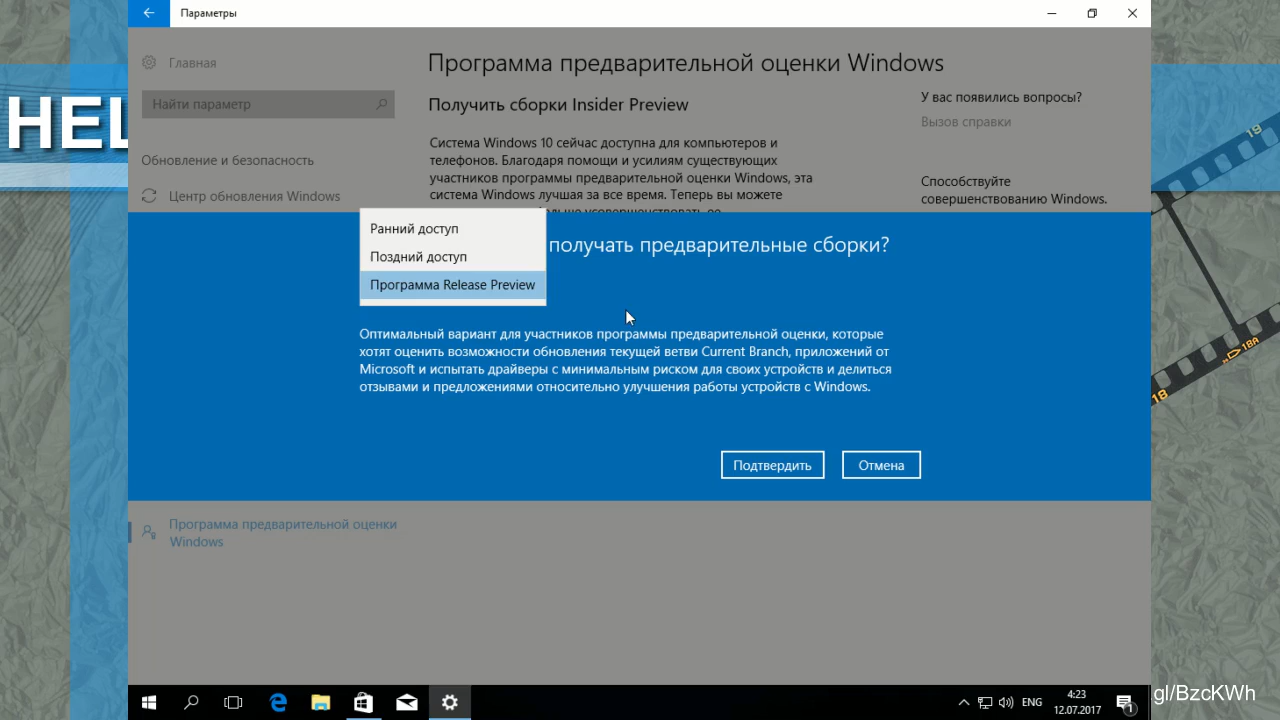 Параметры
Главная
Найти параметр
Обновление и безопасность
Центр обновления Windows
Программа предварительной оценки Windows
Получить сборки Insider Preview
Система Windows 10 сейчас доступна для компьютеров и
телефонов. Благодаря помощи и усилиям существующих
участников программы предварительной оценки Windows, эта
система Windows лучшая за все время. Теперь вы можете
У вас появились вопросы?
Вызов справки
Способствуйте
совершенствованию Windows.
HEL
получать предварительные сборки?
Ранний доступ
Поздний доступ
Программа Release Preview
Оптимальный вариант для участников программы предварительной оценки, которые
хотят оценить возможности обновления текущей ветви Current Branch, приложений от
Microsoft и испытать драйверы с минимальным риском для своих устройств и делиться
отзывами и предложениями относительно улучшения работы устройств с Windows.
Подтвердить
Отмена
Программа предварительной оценки
Windows
19
18A
18
ENG
4:23
12.07.2017
1
gl/BzcKWh